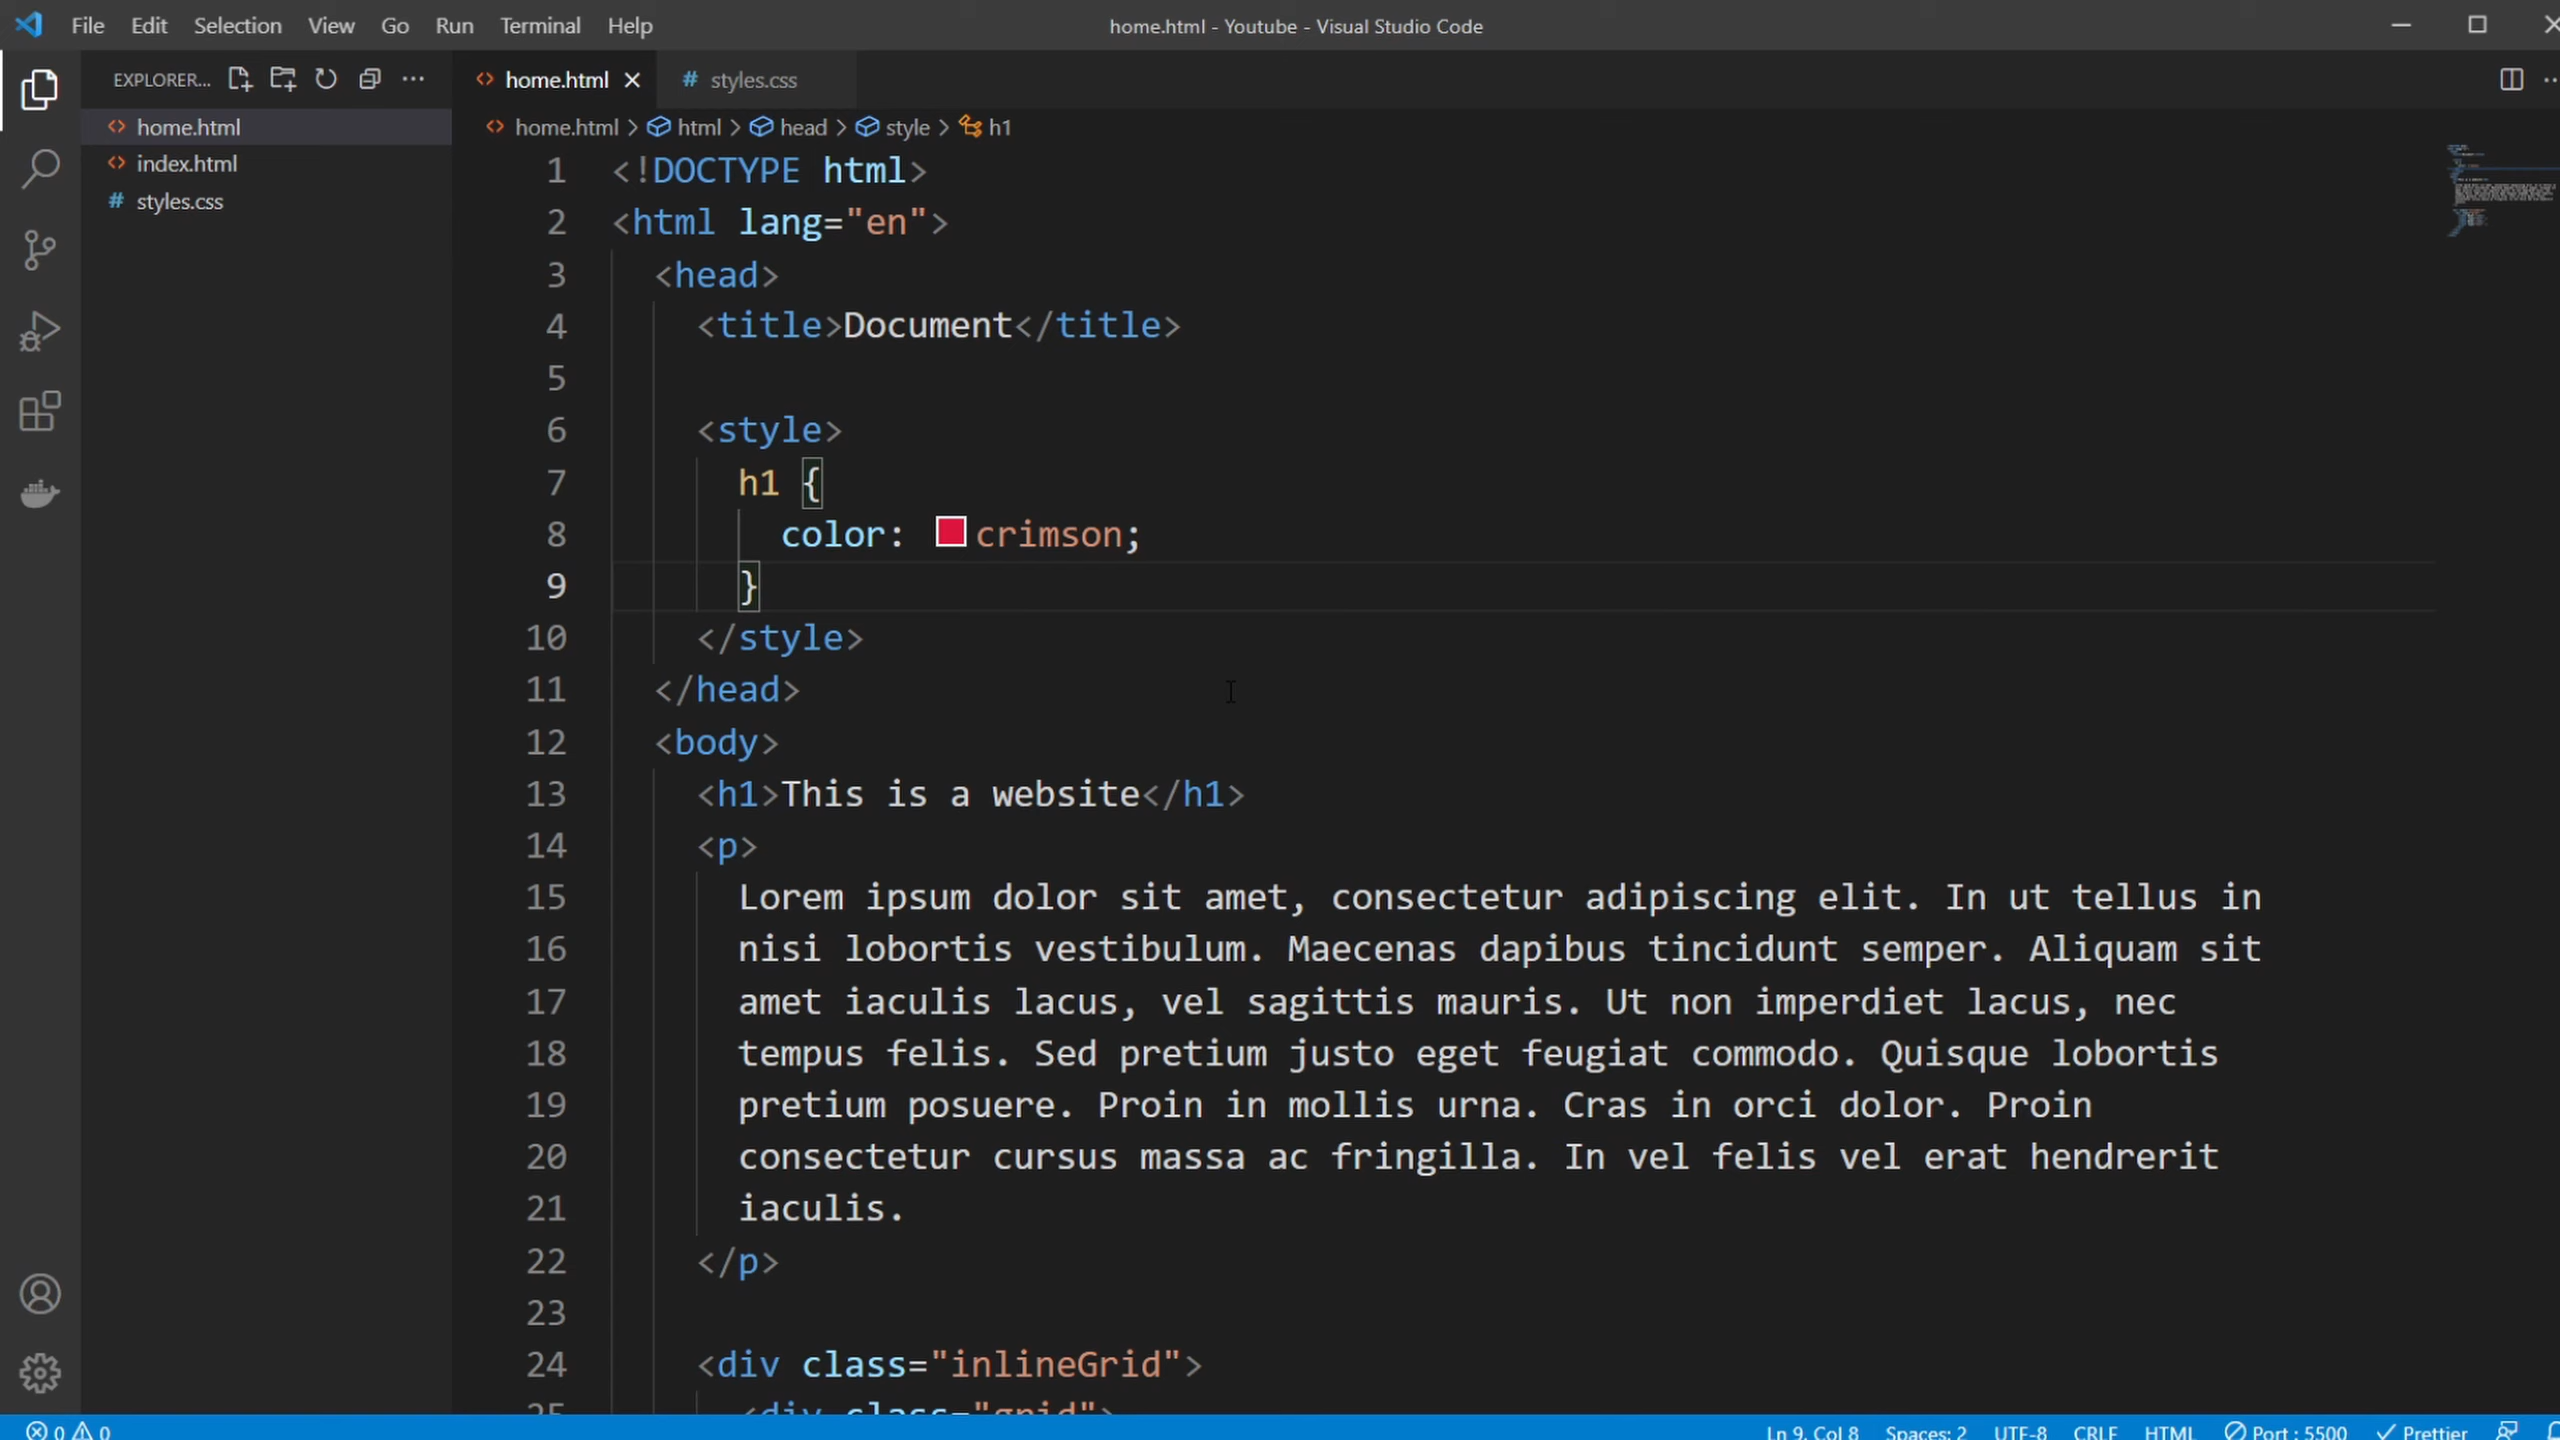 File Edit Selection View Go Run Terminal Help
home.html - Youtube - Visual Studio Code
EXPLORER...
home.html
index.html
styles.css
home.html
styles.css
home.html > html > head > style > h1
1 <!DOCTYPE html>
2 <html lang="en">
3 <head>
4 <title>Document</title>
5
6 <style>
7 h1 {
8 color: crimson;
9 }
10 </style>
11 </head>
12 <body>
13 <h1>This is a website</h1>
14 <p>
15 Lorem ipsum dolor sit amet, consectetur adipiscing elit. In ut tellus in
16 nisi lobortis vestibulum. Maecenas dapibus tincidunt semper. Aliquam sit
17 amet iaculis lacus, vel sagittis mauris. Ut non imperdiet lacus, nec
18 tempus felis. Sed pretium justo eget feugiat commodo. Quisque lobortis
19 pretium posuere. Proin in mollis urna. Cras in orci dolor. Proin
20 consectetur cursus massa ac fringilla. In vel felis vel erat hendrerit
21 iaculis.
22 </p>
23
24 <div class="inlineGrid">
25 <div class="grid">
0 0
Ln 9, Col 8 Spaces: 2 UTF-8 CRLF HTML Port : 5500 Prettier